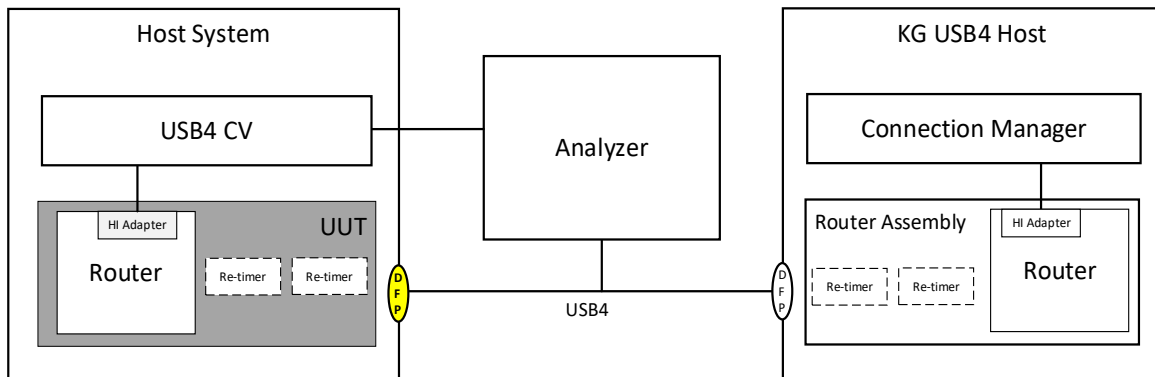 Host System
USB4 CV
HI Adapter
UUT
Router
Re-timer
Re-timer
D
F
P
Analyzer
USB4
D
F
P
KG USB4 Host
Connection Manager
Router Assembly
HI Adapter
Router
Re-timer
Re-timer